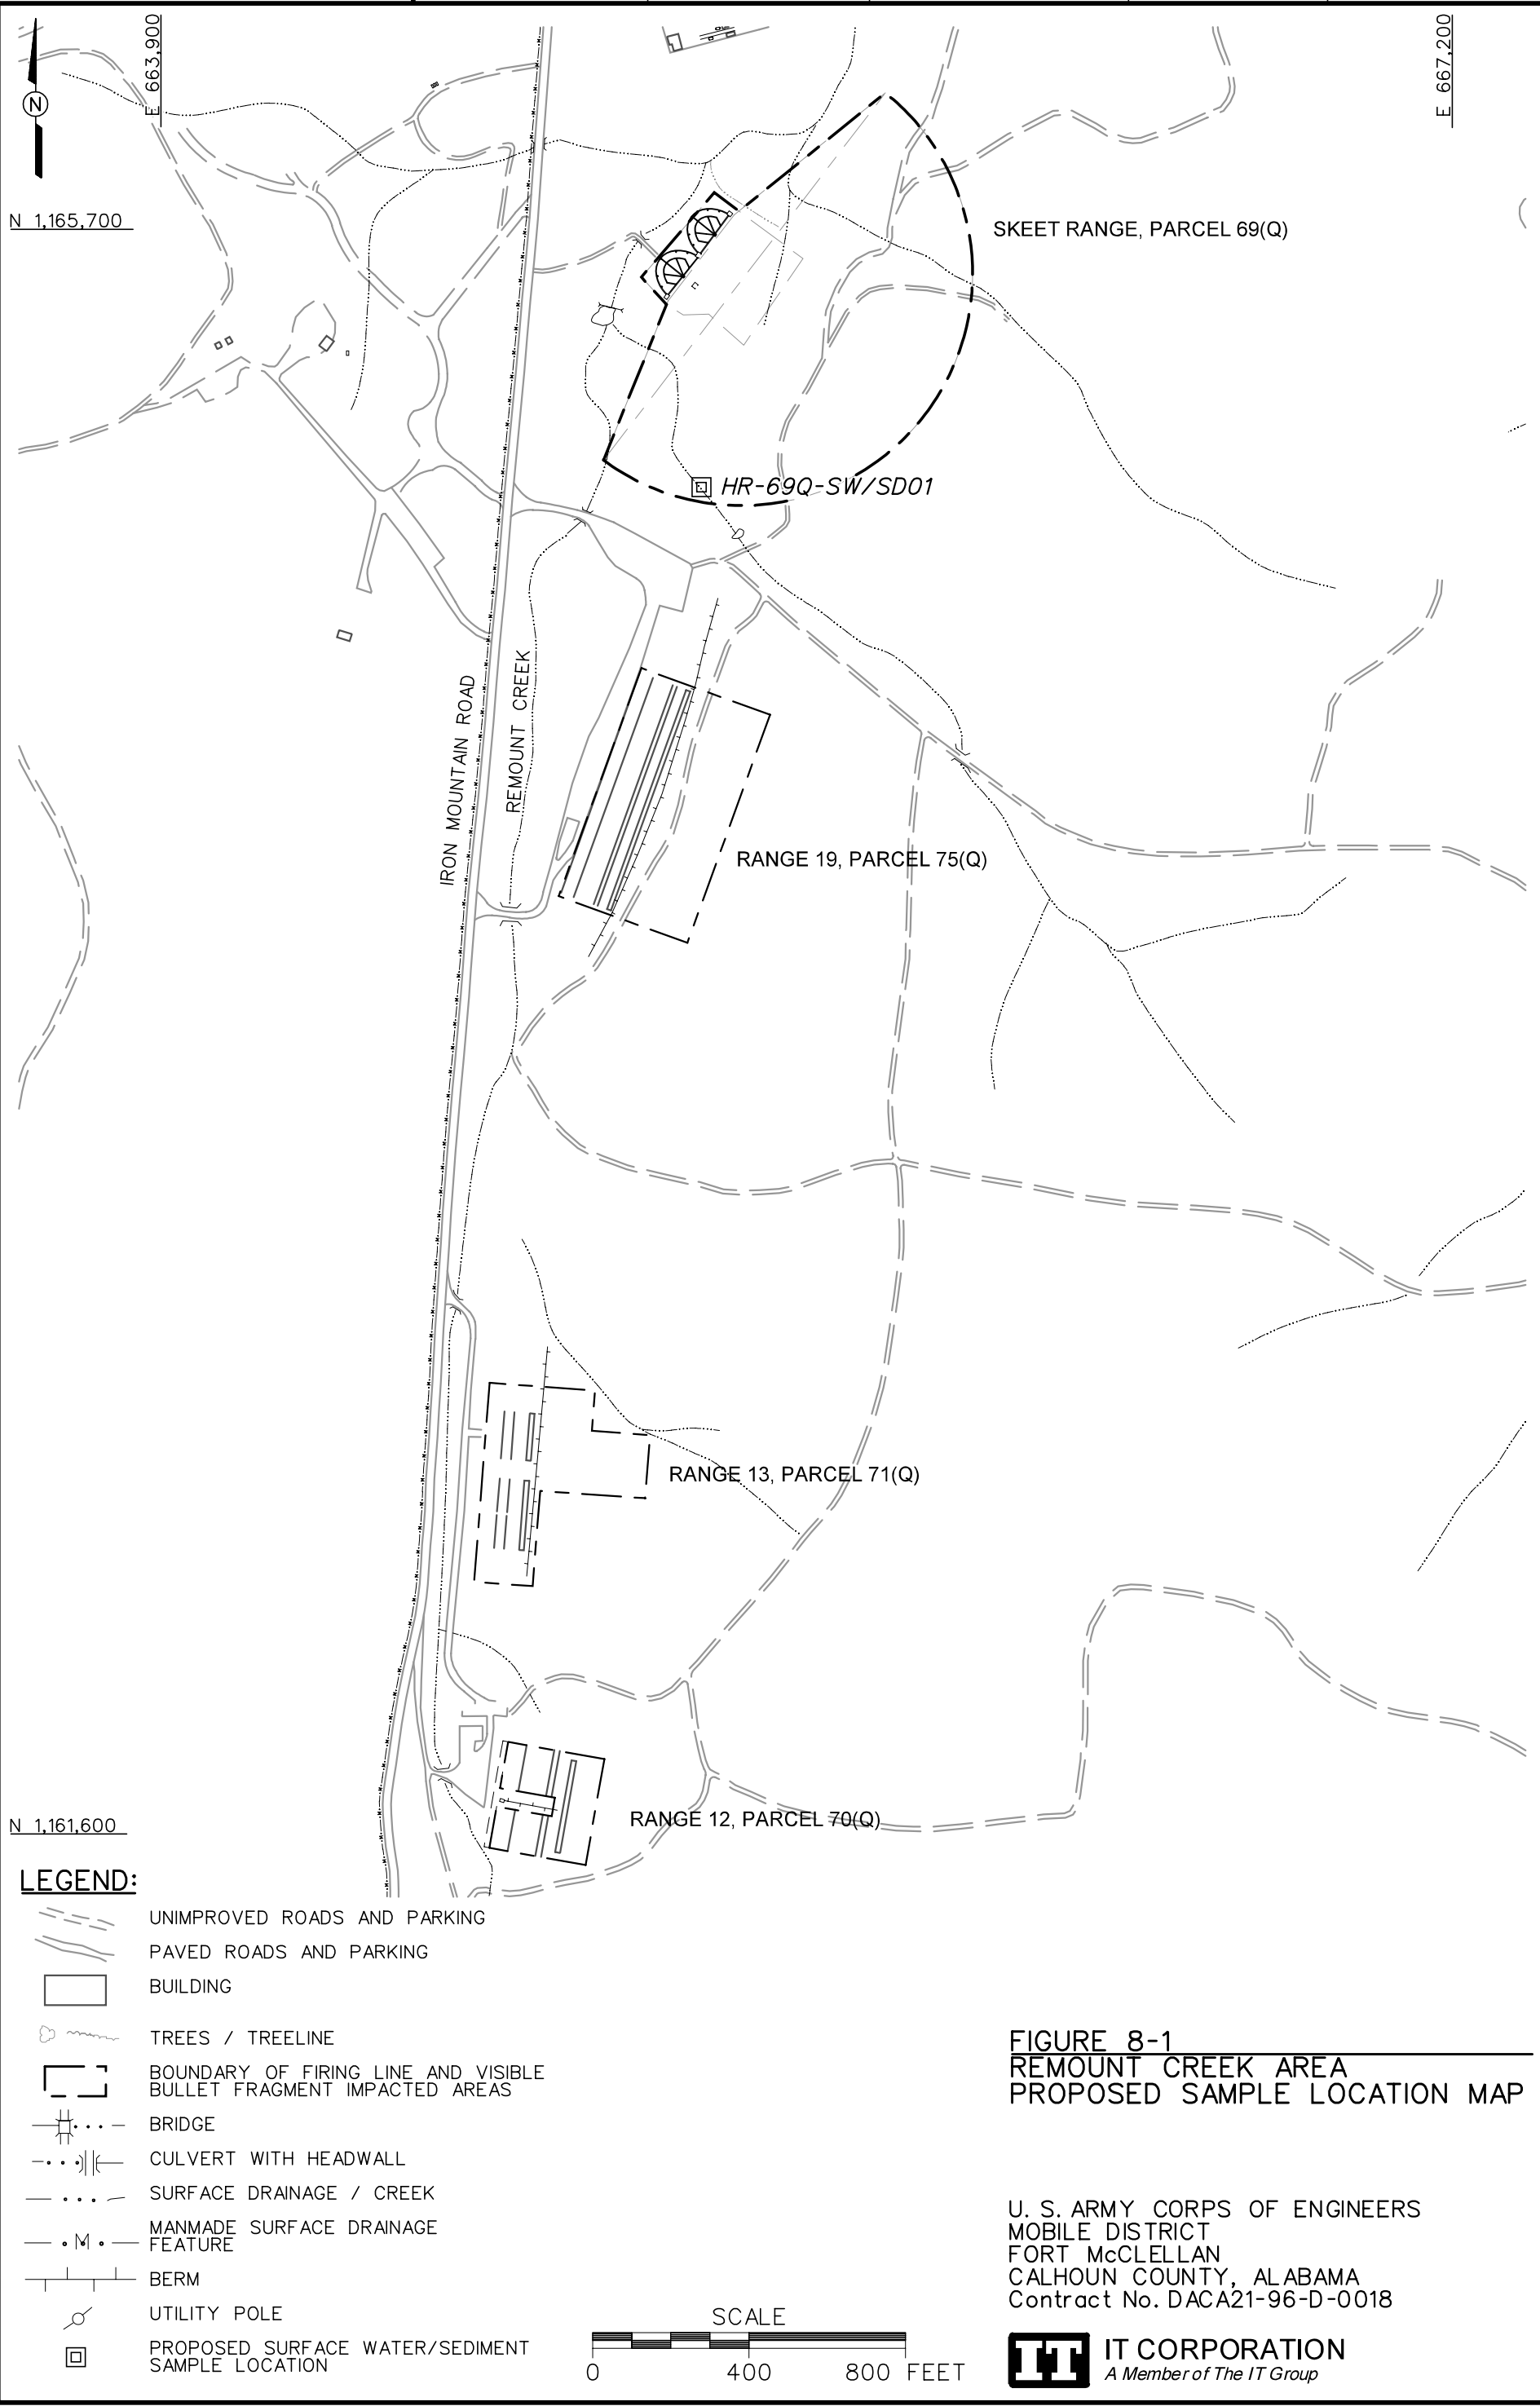 E 663,900
E 667,200
N
N 1,165,700
SKEET RANGE, PARCEL 69(Q)
HR-69Q-SW/SD01
IRON MOUNTAIN ROAD
REMOUNT CREEK
RANGE 19, PARCEL 75(Q)
RANGE 13, PARCEL 71(Q)
RANGE 12, PARCEL 70(Q)
N 1,161,600
LEGEND:
UNIMPROVED ROADS AND PARKING
PAVED ROADS AND PARKING
BUILDING
TREES / TREELINE
BOUNDARY OF FIRING LINE AND VISIBLE
BULLET FRAGMENT IMPACTED AREAS
BRIDGE
CULVERT WITH HEADWALL
SURFACE DRAINAGE / CREEK
M
MANMADE SURFACE DRAINAGE
FEATURE
BERM
UTILITY POLE
PROPOSED SURFACE WATER/SEDIMENT
SAMPLE LOCATION
SCALE
0 400 800 FEET
FIGURE 8-1
REMOUNT CREEK AREA
PROPOSED SAMPLE LOCATION MAP
U. S. ARMY CORPS OF ENGINEERS
MOBILE DISTRICT
FORT McCLELLAN
CALHOUN COUNTY, ALABAMA
Contract No. DACA21-96-D-0018
IT
IT CORPORATION
A Member of The IT Group